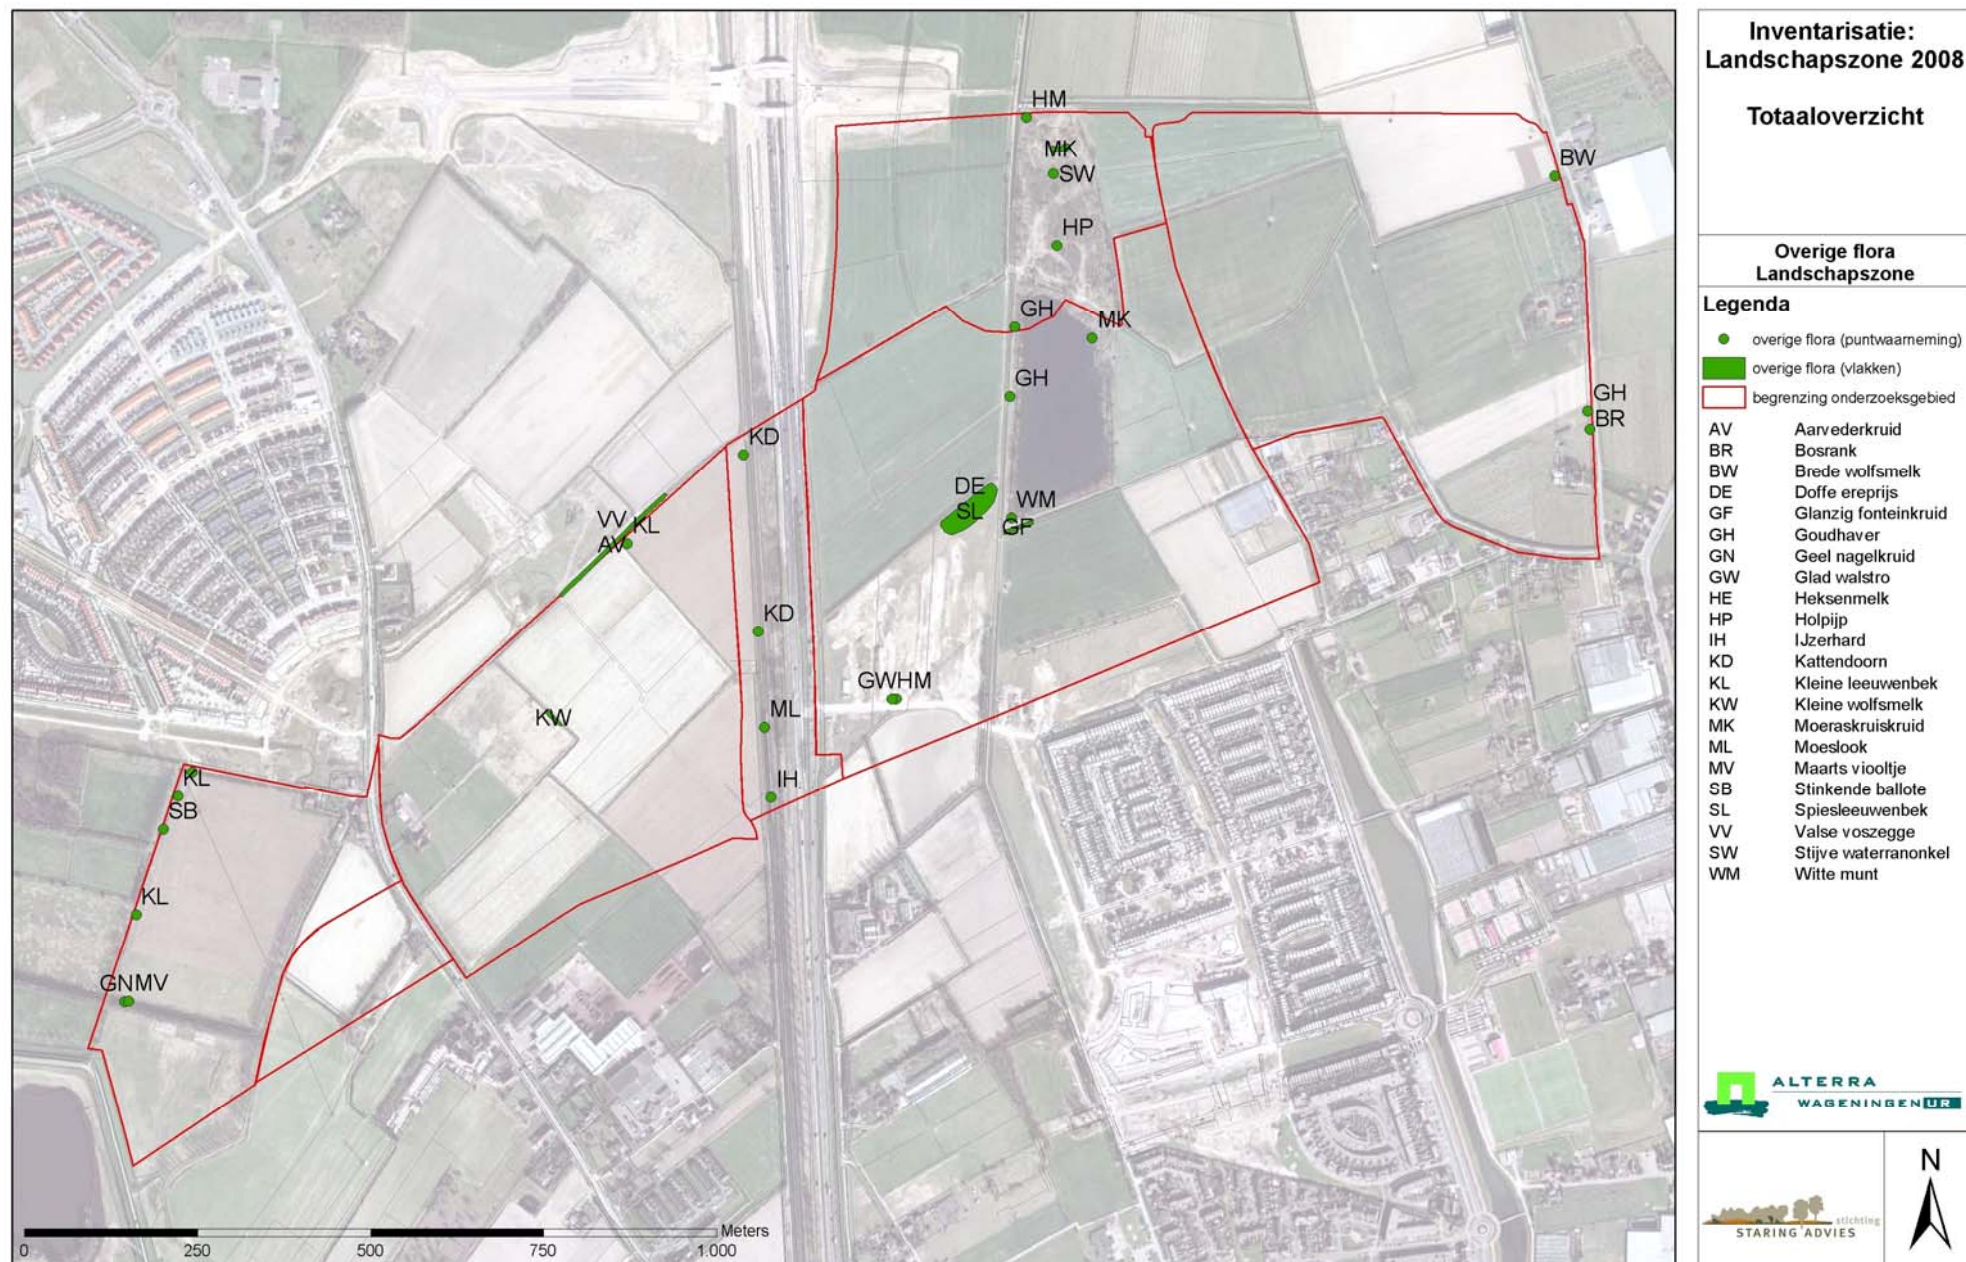 HM
MK
SW
BW
HP
GH
MK
GH
GH
BR
KD
DE
SL
WM
GF
VV
KL
AV
KD
KW
GWHM
ML
KL
IH
SB
KL
GNMV
Meters
0
250
500
750
1.000
Inventarisatie:
Landschapszone 2008
Totaaloverzicht
Overige flora
Landschapszone
Legenda
overige flora (puntwaarneming)
overige flora (vlakken)
begrenzing onderzoeksgebied
AV Aarvederkruid
BR Bosrank
BW Brede wolfsmelk
DE Doffe ereprijs
GF Glanzig fonteinkruid
GH Goudhaver
GN Geel nagelkruid
GW Glad walstro
HE Heksenmelk
HP Holpijp
IH IJzerhard
KD Kattendoorn
KL Kleine leeuwenbek
KW Kleine wolfsmelk
MK Moeraskruiskruid
ML Moeslook
MV Maarts viooltje
SB Stinkende ballote
SL Spiesleeuwenbek
VV Valse voszegge
SW Stijve waterranonkel
WM Witte munt
ALTERRA
WAGENINGEN UR
stichting
STARING ADVIES
N